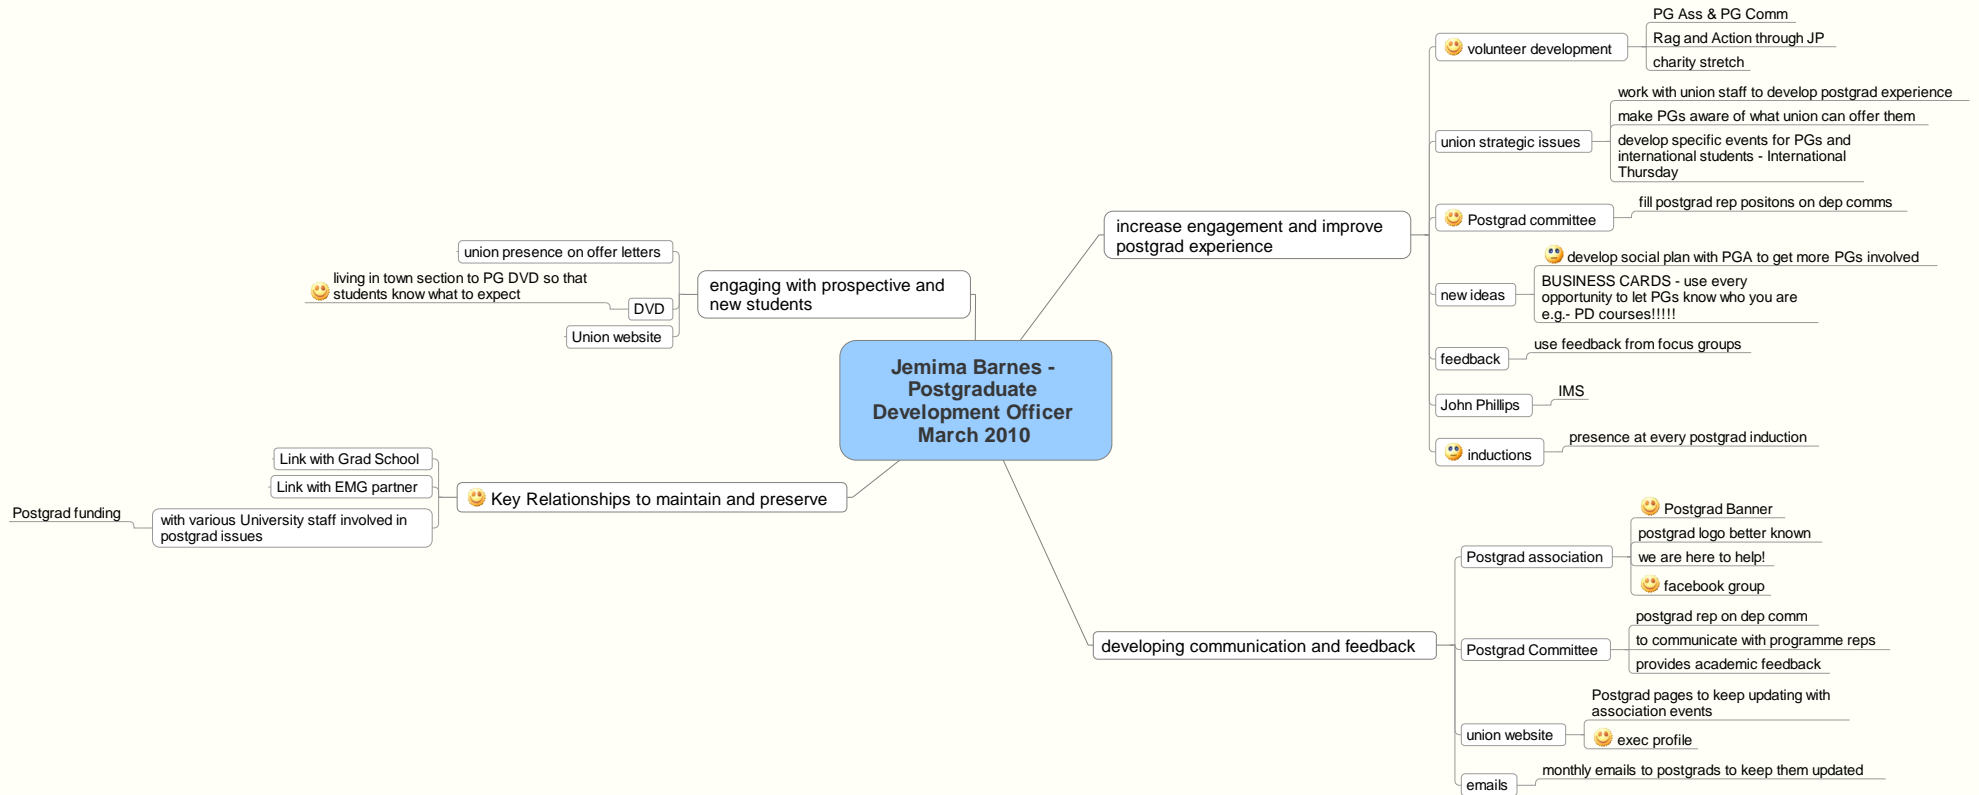 Jemima Barnes -
Postgraduate
Development Officer
March 2010
increase engagement and improve
postgrad experience
volunteer development
PG Ass & PG Comm
Rag and Action through JP
charity stretch
union strategic issues
work with union staff to develop postgrad experience
make PGs aware of what union can offer them
develop specific events for PGs and
international students - International
Thursday
Postgrad committee
fill postgrad rep positons on dep comms
new ideas
develop social plan with PGA to get more PGs involved
BUSINESS CARDS - use every
opportunity to let PGs know who you are
e.g.- PD courses!!!!!
feedback
use feedback from focus groups
John Phillips
IMS
inductions
presence at every postgrad induction
developing communication and feedback
Postgrad association
Postgrad Banner
postgrad logo better known
we are here to help!
facebook group
Postgrad Committee
postgrad rep on dep comm
to communicate with programme reps
provides academic feedback
union website
Postgrad pages to keep updating with
association events
exec profile
emails
monthly emails to postgrads to keep them updated
Key Relationships to maintain and preserve
Link with Grad School
Link with EMG partner
with various University staff involved in
postgrad issues
Postgrad funding
engaging with prospective and
new students
union presence on offer letters
DVD
living in town section to PG DVD so that
students know what to expect
Union website